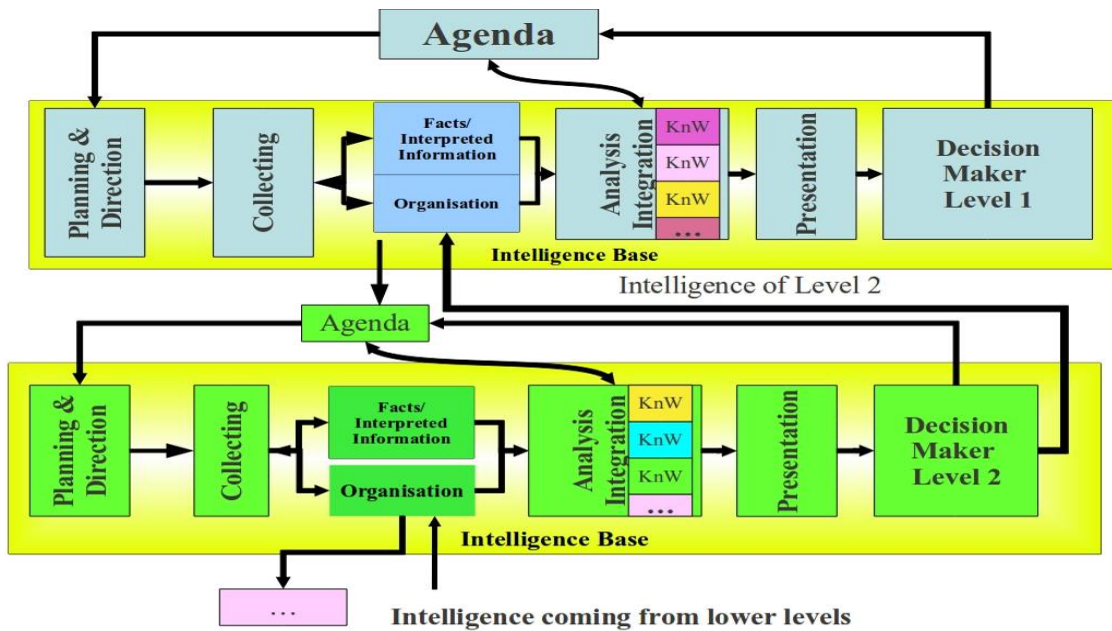 Agenda
Planning &
Direction
Collecting
Facts/
Interpreted
Information
Organisation
Analysis
Integration
KnW
KnW
KnW
...
Presentation
Decision
Maker
Level 1
Intelligence Base
Intelligence of Level 2
Agenda
Planning &
Direction
Collecting
Facts/
Interpreted
Information
Organisation
Analysis
Integration
KnW
KnW
KnW
...
Presentation
Decision
Maker
Level 2
Intelligence Base
...
Intelligence coming from lower levels